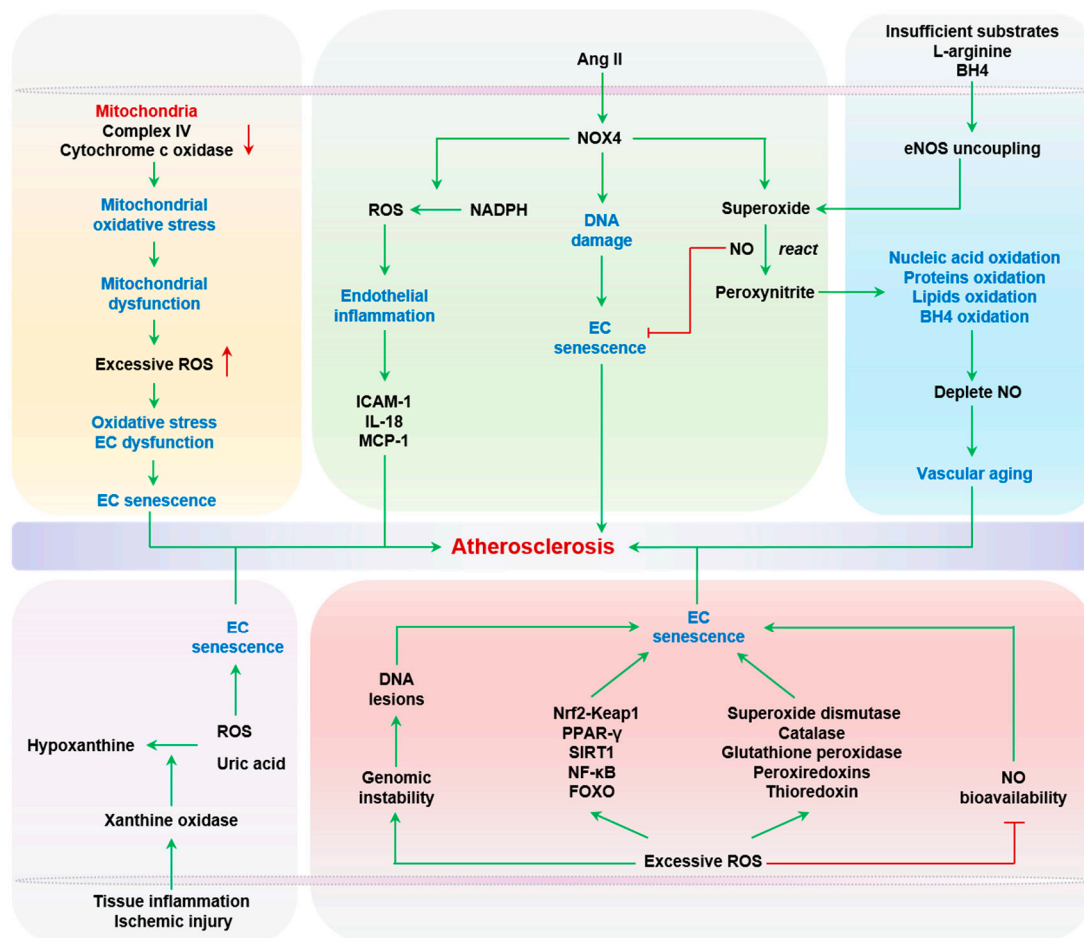 Mitochondria
Complex IV
Cytochrome c oxidase
Mitochondrial
oxidative stress
Mitochondrial
dysfunction
Excessive ROS
Oxidative stress
EC dysfunction
EC senescence
Ang II
NOX4
ROS
NADPH
Endothelial
inflammation
ICAM-1
IL-18
MCP-1
DNA
damage
EC
senescence
Superoxide
NO
react
Peroxynitrite
Insufficient substrates
L-arginine
BH4
eNOS uncoupling
Nucleic acid oxidation
Proteins oxidation
Lipids oxidation
BH4 oxidation
Deplete NO
Vascular aging
Atherosclerosis
EC
senescence
ROS
Hypoxanthine
Uric acid
Xanthine oxidase
Tissue inflammation
Ischemic injury
EC
senescence
DNA
lesions
Genomic
instability
Nrf2-Keap1
PPAR-γ
SIRT1
NF-κB
FOXO
Superoxide dismutase
Catalase
Glutathione peroxidase
Peroxiredoxins
Thioredoxin
NO
bioavailability
Excessive ROS